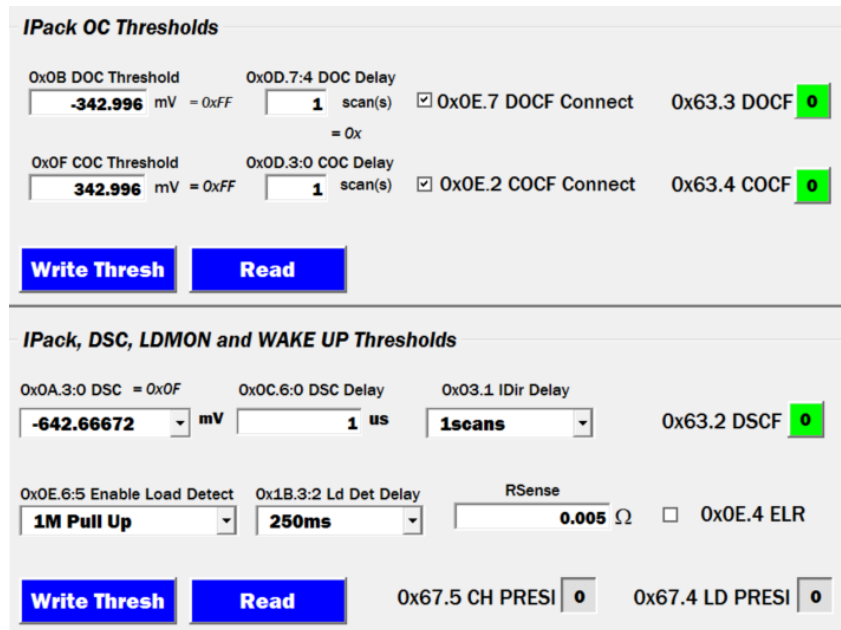 IPack OC Thresholds
0x0B DOC Threshold 0x0D.7:4 DOC Delay
-342.996 mV = 0xFF 1 scan(s) 0x0E.7 DOCF Connect 0x63.3 DOCF 0
= 0x
0x0F COC Threshold 0x0D.3:0 COC Delay
342.996 mV = 0xFF 1 scan(s) 0x0E.2 COCF Connect 0x63.4 COCF 0
Write Thresh Read
IPack, DSC, LDMON and WAKE UP Thresholds
0x0A.3:0 DSC = 0x0F 0x0C.6:0 DSC Delay 0x03.1 IDir Delay
-642.66672 mV 1 us 1scans 0x63.2 DSCF 0
0x0E.6:5 Enable Load Detect 0x1B.3:2 Ld Det Delay RSense
1M Pull Up 250ms 0.005 Ω 0x0E.4 ELR
Write Thresh Read 0x67.5 CH PRESI 0 0x67.4 LD PRESI 0